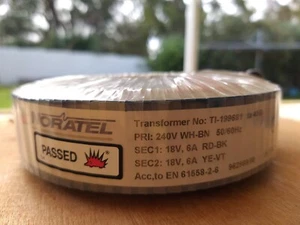 NORATEL
Transformer No: TI-199607
PRI: 240V WH-BN 50/60Hz
PASSED
SEC1: 18V, 6A RD-BK
SEC2: 18V, 6A YE-VT
Acc,to EN 61558-2-6